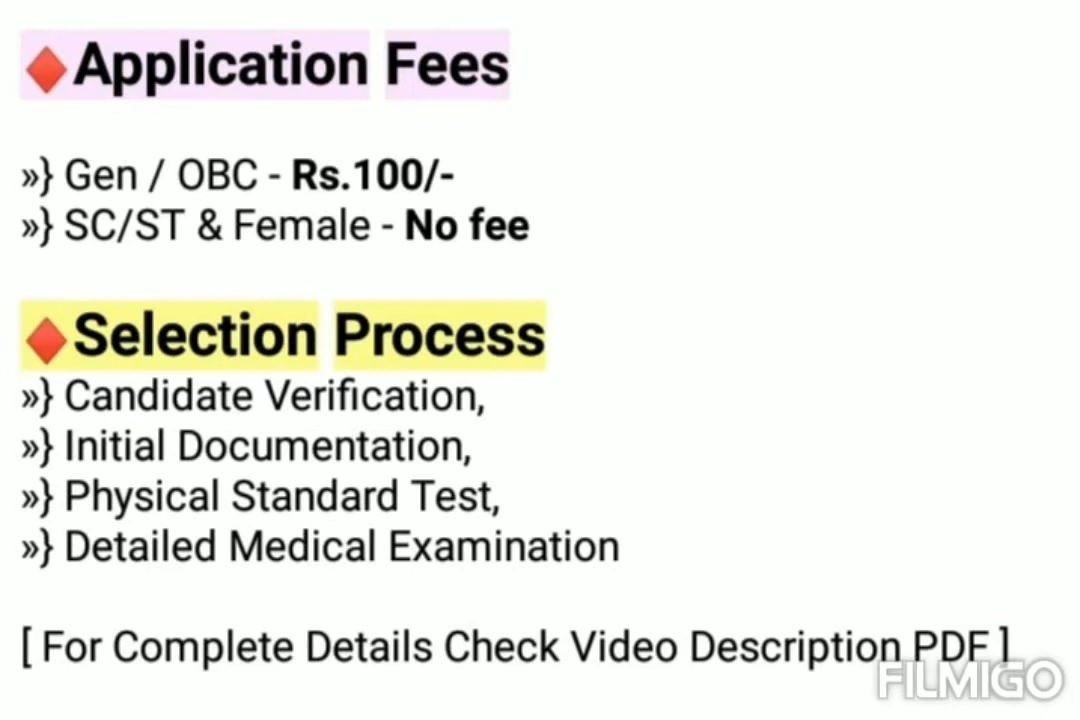 ♦Application Fees
»} Gen / OBC - Rs.100/-
»} SC/ST & Female - No fee
♦Selection Process
»} Candidate Verification,
»} Initial Documentation,
»} Physical Standard Test,
»} Detailed Medical Examination
[ For Complete Details Check Video Description PDF ]
FILMIGO